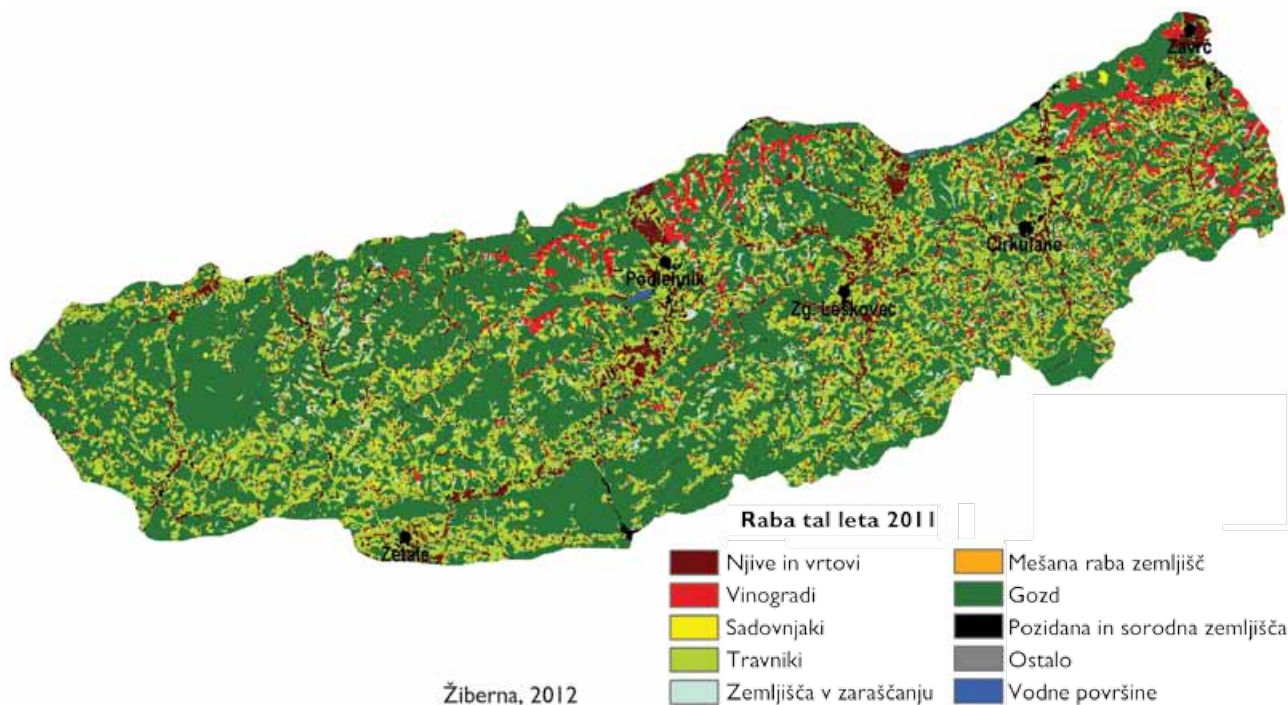 Zavrč
Cirkulane
Podlehnik
Zg. Leskovec
Žetale
Raba tal leta 2011
Njive in vrtovi
Vinogradi
Sadovnjaki
Travniki
Zemljišča v zaraščanju
Mešana raba zemljišč
Gozd
Pozidana in sorodna zemljišča
Ostalo
Vodne površine
Žiberna, 2012